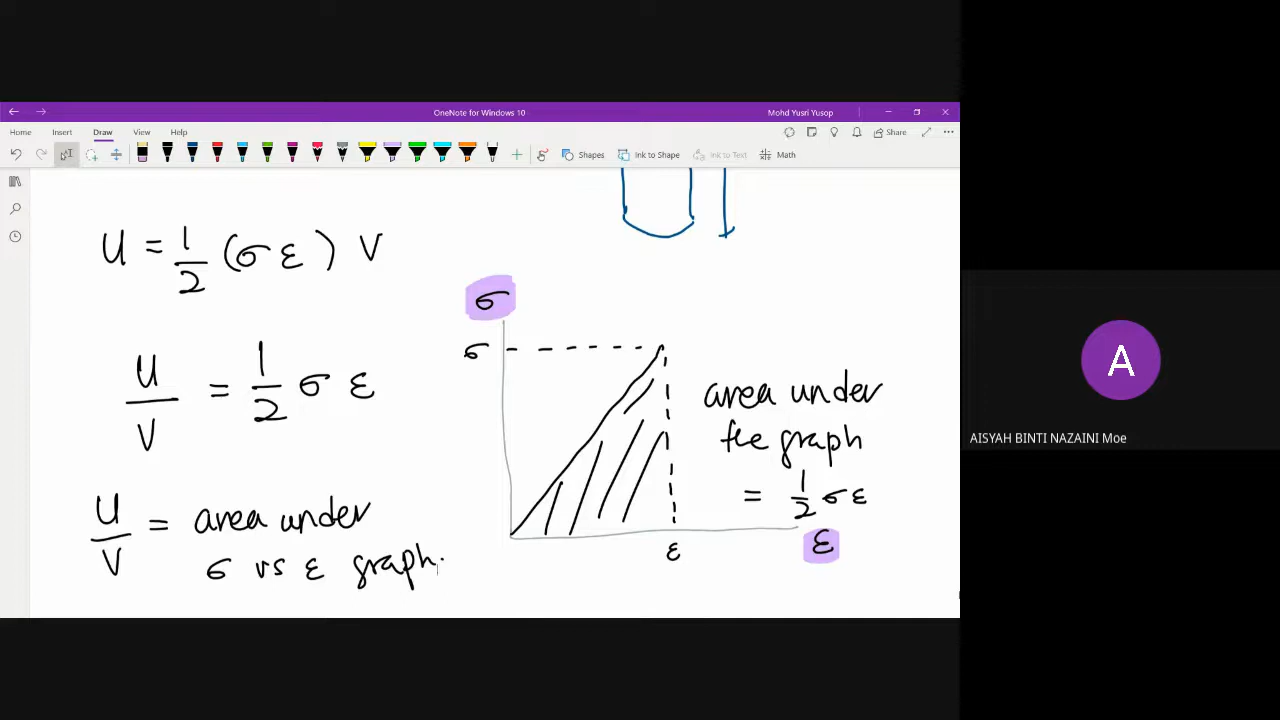 OneNote for Windows 10
Mohd Yusri Yusop
Home Insert Draw View Help
Share
Shapes Ink to Shape Ink to Text Math
U = 1/2 (σ ε) V
σ
U/V = 1/2 σ ε
σ
area under
the graph
= 1/2 σ ε
ε
ε
U/V = area under
σ vs ε graph.
A
AISYAH BINTI NAZAINI Moe